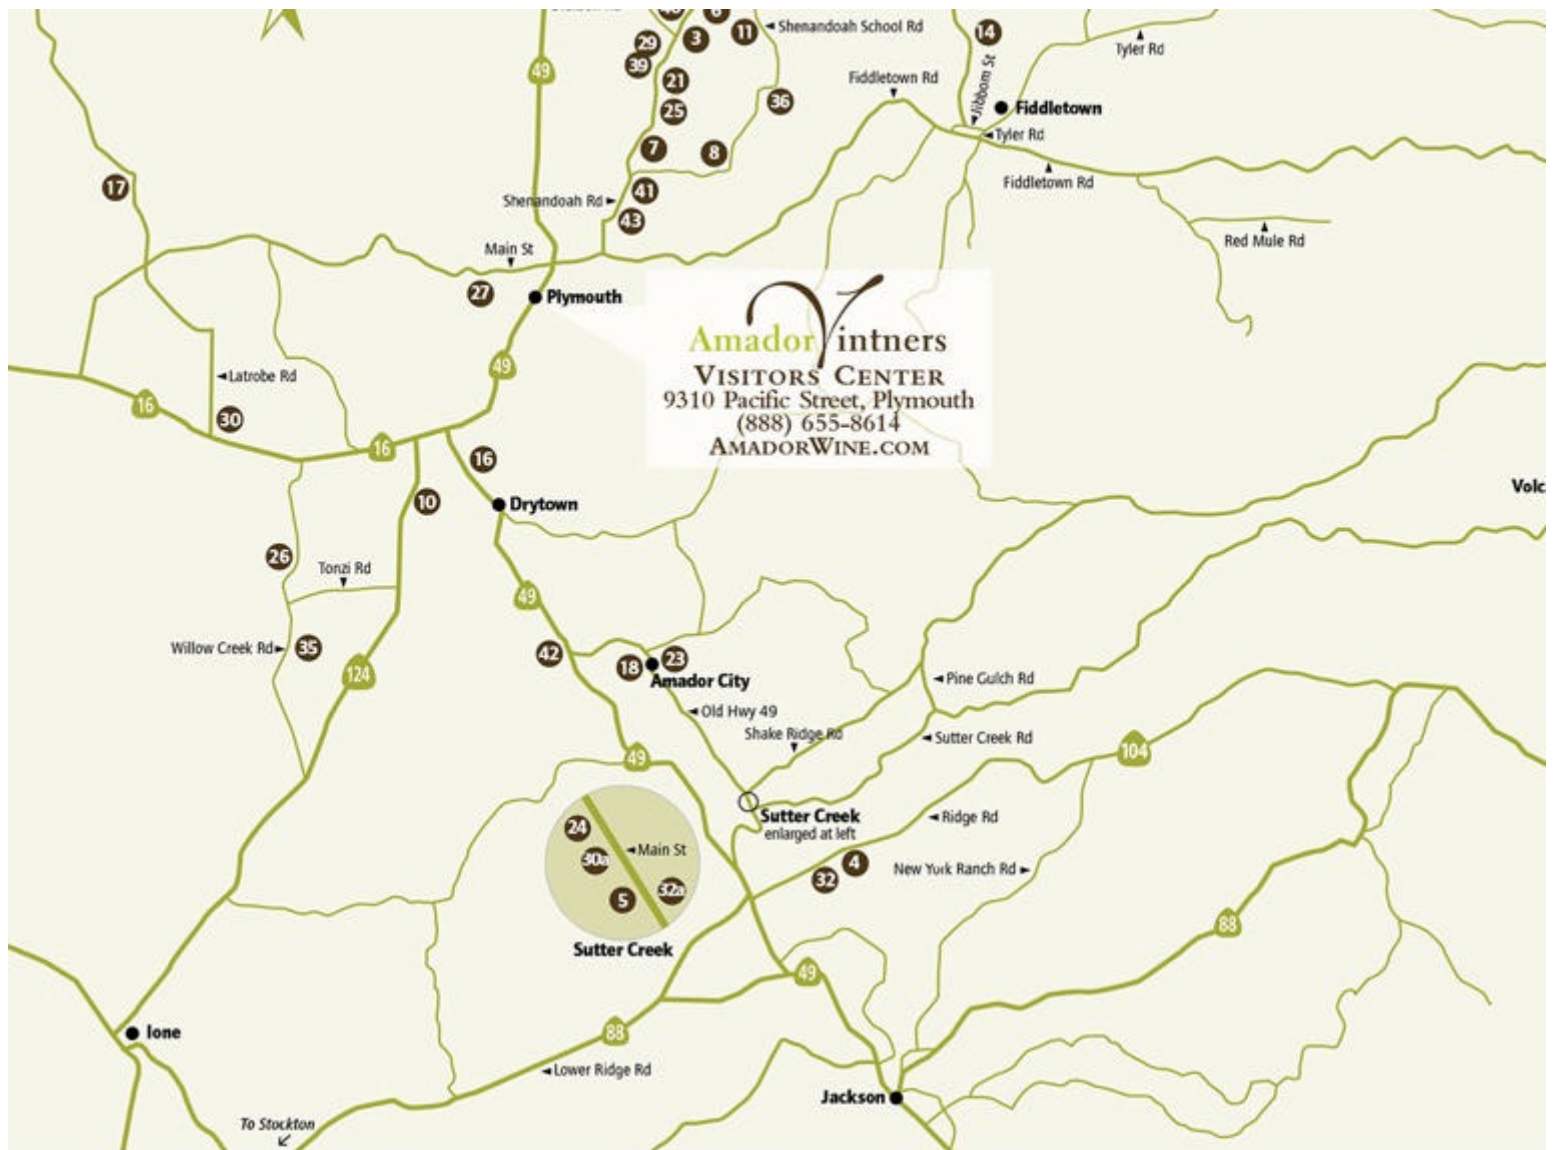 Shenandoah School Rd
11
3
14
29
Tyler Rd
39
49
21
Fiddletown Rd
Jibbom St
36
Fiddletown
25
Tyler Rd
7
8
17
Fiddletown Rd
41
Shenandoah Rd
43
Red Mule Rd
Main St
27
Plymouth
Amador Vintners
VISITORS CENTER
9310 Pacific Street, Plymouth
(888) 655-8614
AMADORWINE.COM
49
Latrobe Rd
16
30
16
16
Volc
10
Drytown
26
Tonzi Rd
49
Willow Creek Rd
35
42
18
23
124
Amador City
Pine Gulch Rd
Old Hwy 49
Shake Ridge Rd
Sutter Creek Rd
49
104
Sutter Creek
enlarged at left
Ridge Rd
24
Main St
30a
4
32
New York Ranch Rd
32a
5
88
Sutter Creek
49
Ione
88
Lower Ridge Rd
Jackson
To Stockton